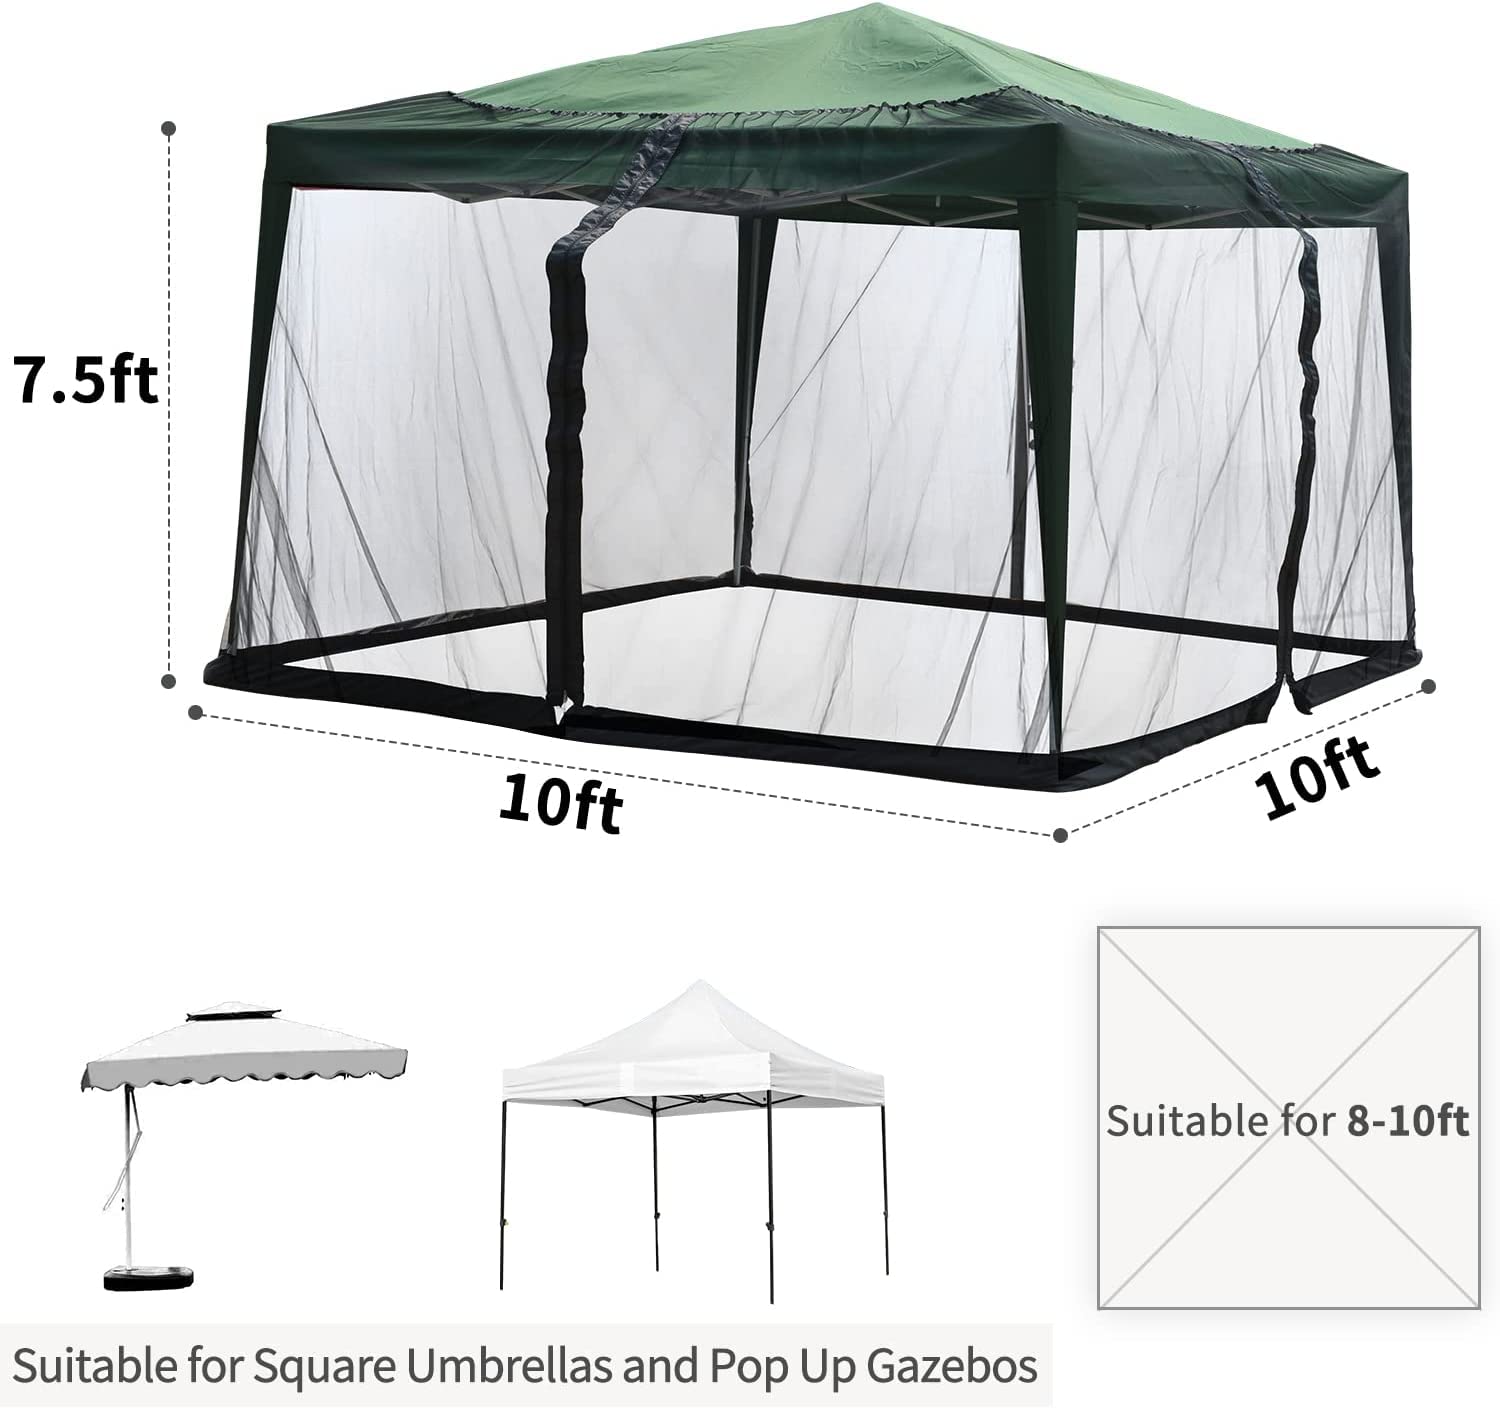 7.5ft
10ft
10ft
Suitable for 8-10ft
Suitable for Square Umbrellas and Pop Up Gazebos